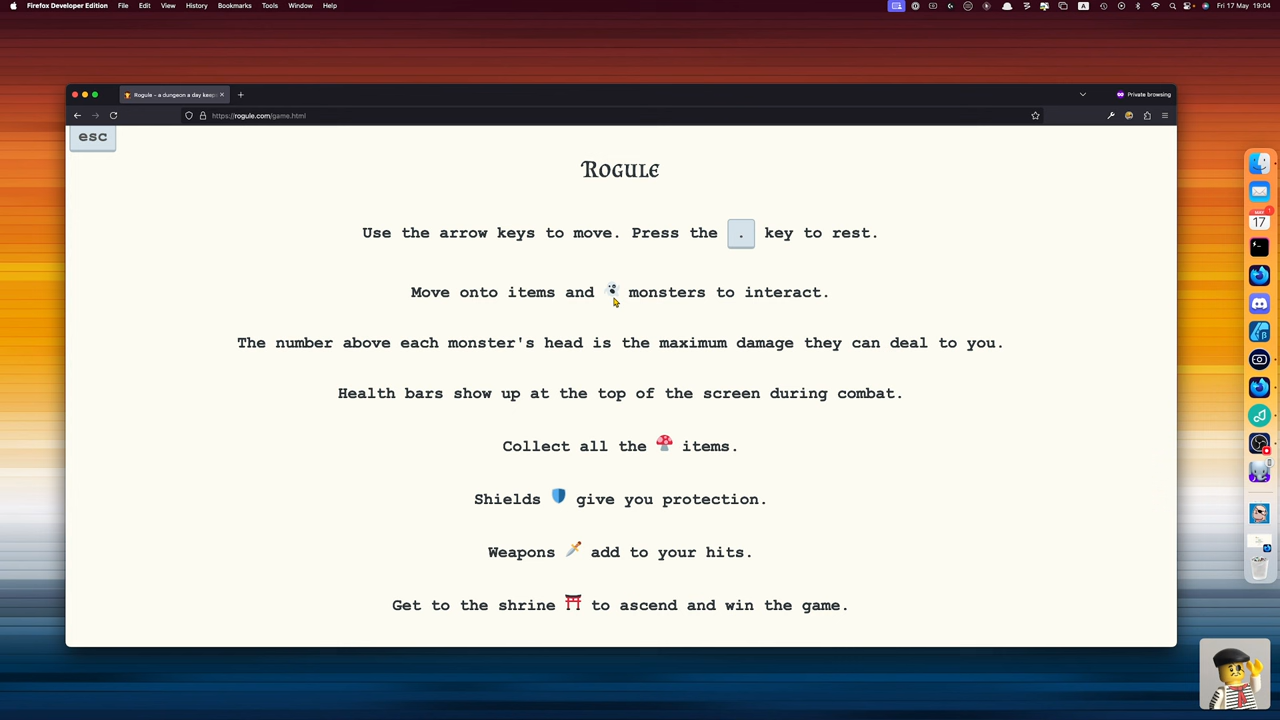 Firefox Developer Edition File Edit View History Bookmarks Tools Window Help
A Fri 17 May 19:04
Rogule - a dungeon a day keep
Private browsing
https://rogule.com/game.html
esc
Rogule
Use the arrow keys to move. Press the . key to rest.
Move onto items and monsters to interact.
The number above each monster's head is the maximum damage they can deal to you.
Health bars show up at the top of the screen during combat.
Collect all the items.
Shields give you protection.
Weapons add to your hits.
Get to the shrine to ascend and win the game.
17